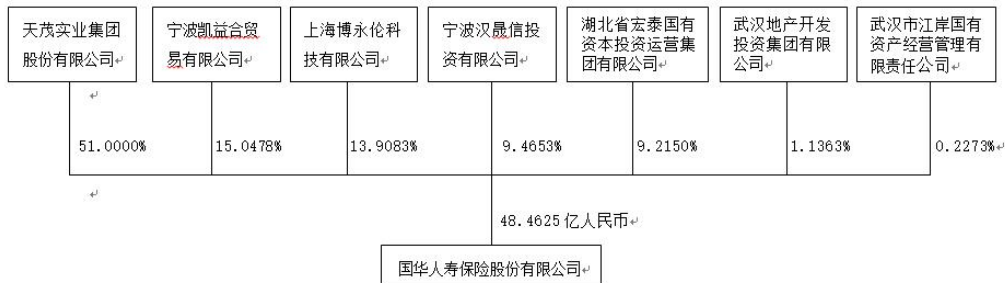 天茂实业集团
股份有限公司
宁波凯益合贸
易有限公司
上海博永伦科
技有限公司
宁波汉晟信投
资有限公司
湖北省宏泰国有
资本投资运营集
团有限公司
武汉地产开发
投资集团有限
公司
武汉市江岸国有
资产经营管理有
限责任公司
51.0000%
15.0478%
13.9083%
9.4653%
9.2150%
1.1363%
0.2273%
48.4625 亿人民币
国华人寿保险股份有限公司